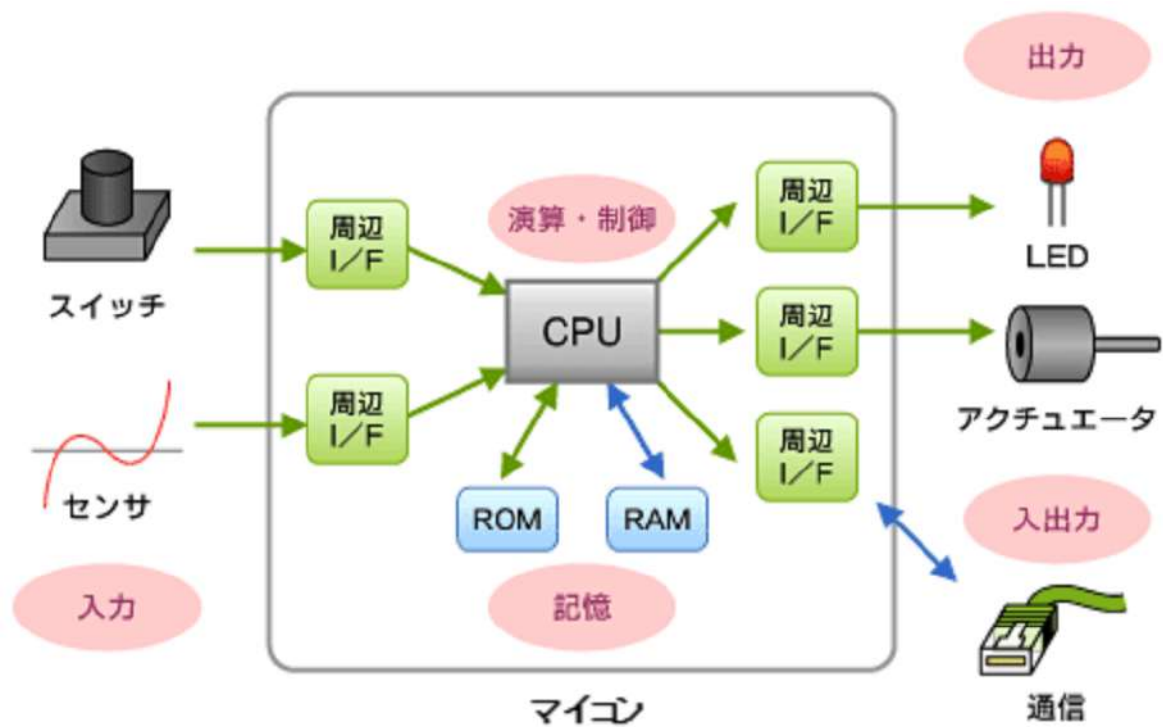 出力
演算・制御
周辺
I/F
周辺
I/F
LED
スイッチ
CPU
周辺
I/F
アクチュエータ
周辺
I/F
周辺
I/F
センサ
ROM
RAM
入出力
入力
記憶
通信
マイコン